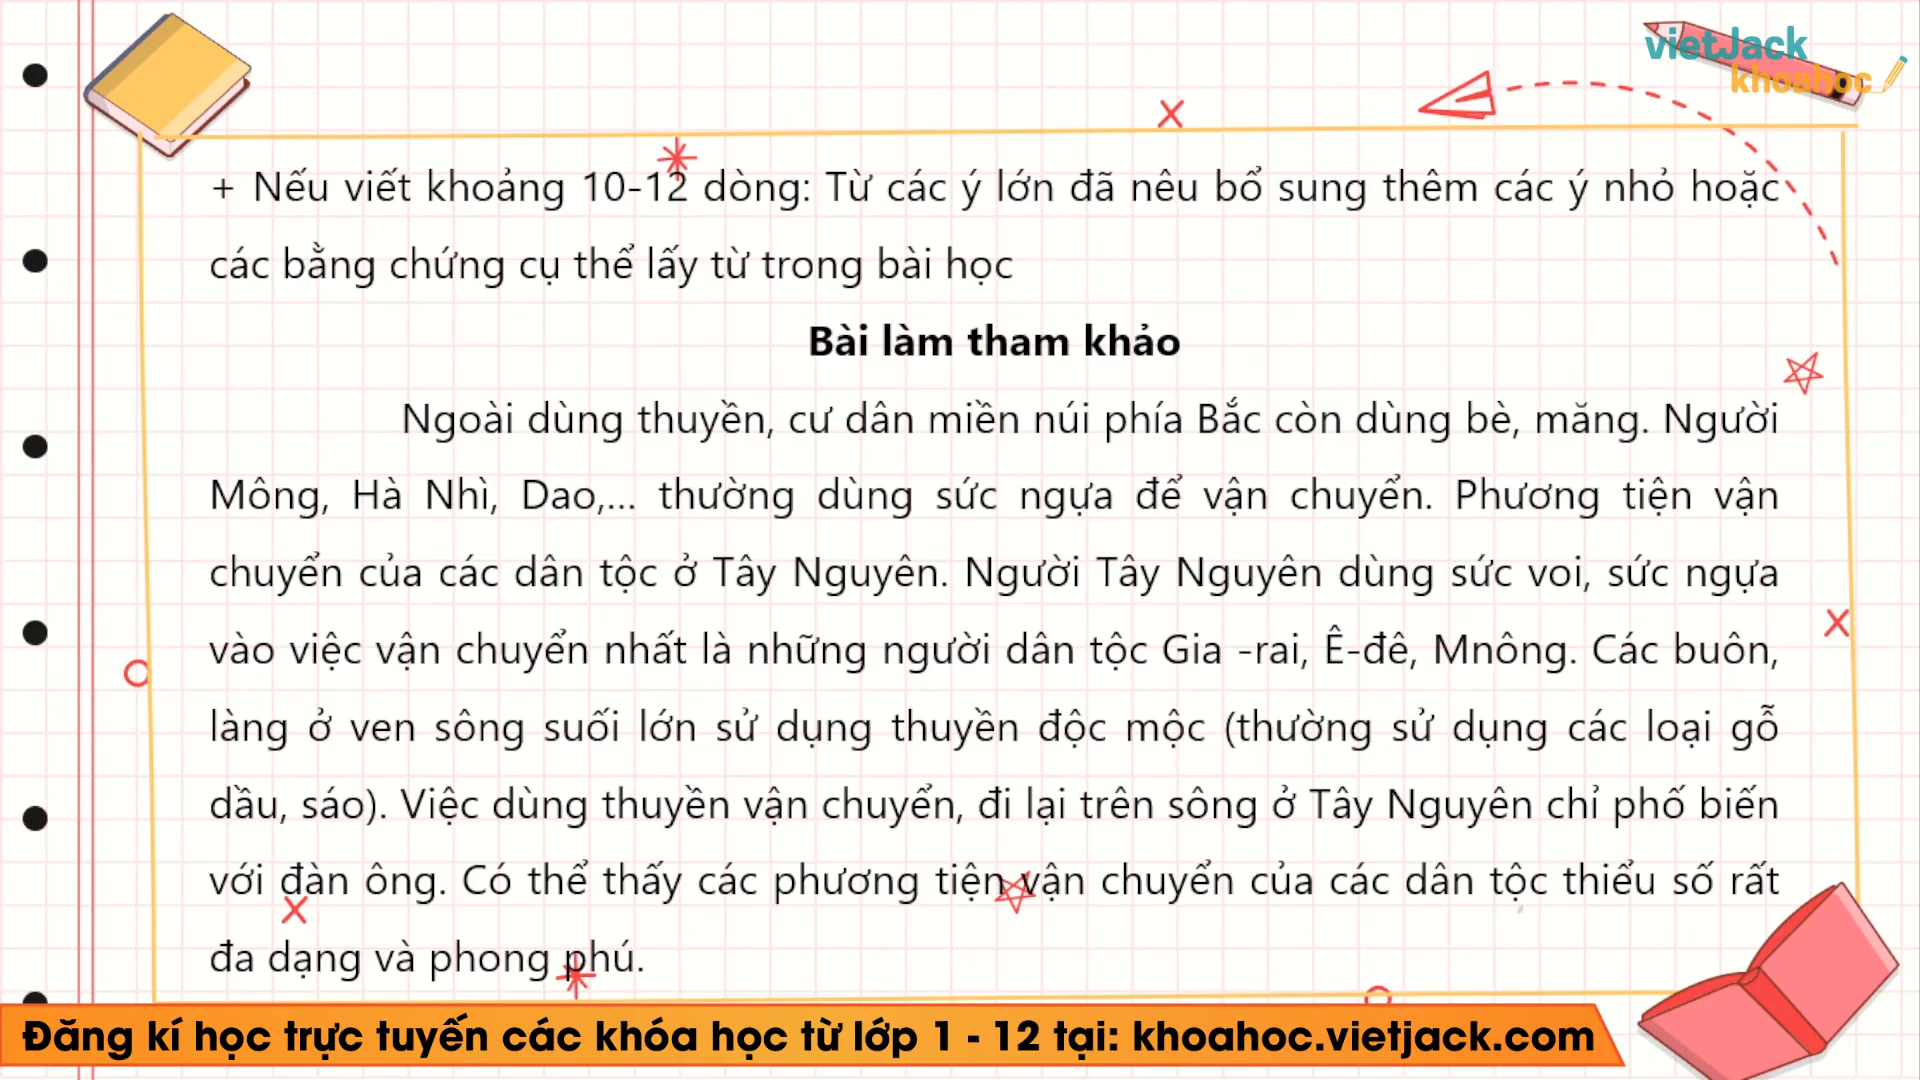 vietJack
khoahoc
+ Nếu viết khoảng 10-12 dòng: Từ các ý lớn đã nêu bổ sung thêm các ý nhỏ hoặc
các bằng chứng cụ thể lấy từ trong bài học
Bài làm tham khảo
Ngoài dùng thuyền, cư dân miền núi phía Bắc còn dùng bè, măng. Người
Mông, Hà Nhì, Dao,... thường dùng sức ngựa để vận chuyển. Phương tiện vận
chuyển của các dân tộc ở Tây Nguyên. Người Tây Nguyên dùng sức voi, sức ngựa
vào việc vận chuyển nhất là những người dân tộc Gia -rai, Ê-đê, Mnông. Các buôn,
làng ở ven sông suối lớn sử dụng thuyền độc mộc (thường sử dụng các loại gỗ
dầu, sáo). Việc dùng thuyền vận chuyển, đi lại trên sông ở Tây Nguyên chỉ phố biến
với đàn ông. Có thể thấy các phương tiện vận chuyển của các dân tộc thiểu số rất
đa dạng và phong phú.
Đăng kí học trực tuyến các khóa học từ lớp 1 - 12 tại: khoahoc.vietjack.com